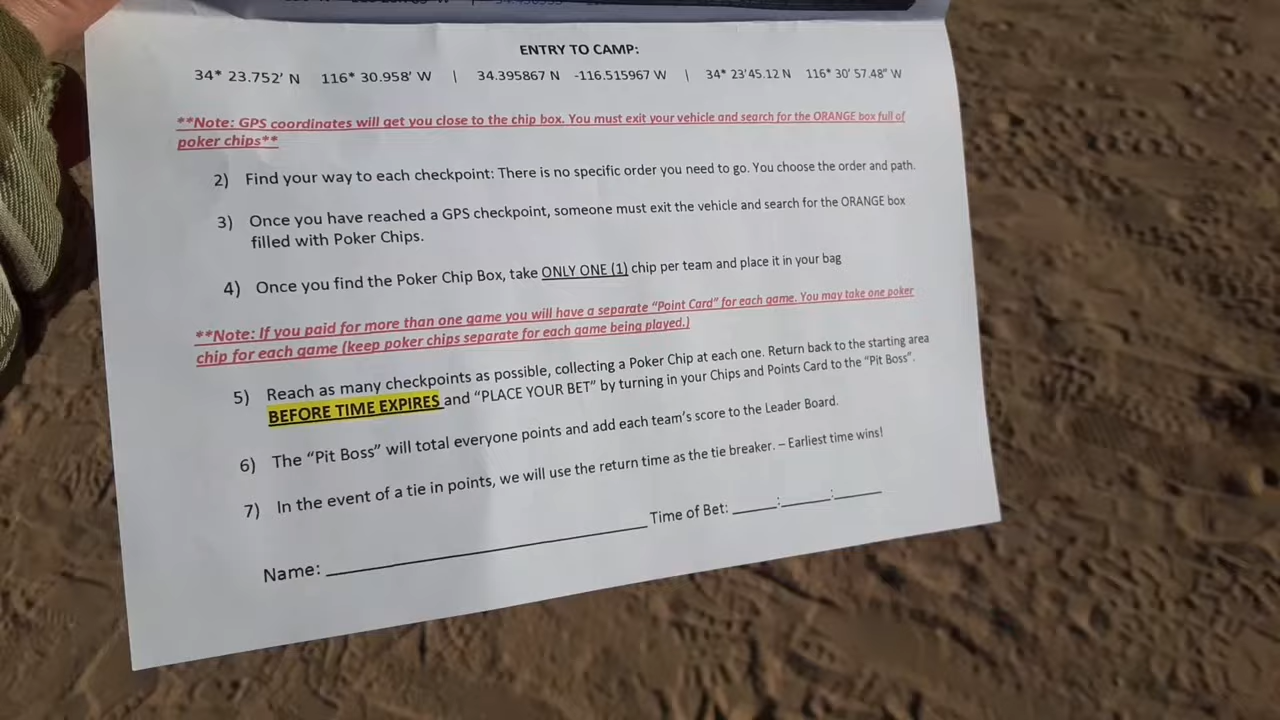 ENTRY TO CAMP:
34* 23.752' N 116* 30.958' W | 34.395867 N -116.515967 W | 34* 23'45.12 N 116* 30' 57.48" W
**Note: GPS coordinates will get you close to the chip box. You must exit your vehicle and search for the ORANGE box full of
poker chips**
2) Find your way to each checkpoint: There is no specific order you need to go. You choose the order and path.
3) Once you have reached a GPS checkpoint, someone must exit the vehicle and search for the ORANGE box
filled with Poker Chips.
4) Once you find the Poker Chip Box, take ONLY ONE (1) chip per team and place it in your bag
**Note: If you paid for more than one game you will have a separate "Point Card" for each game. You may take one poker
chip for each game (keep poker chips separate for each game being played.)
5) Reach as many checkpoints as possible, collecting a Poker Chip at each one. Return back to the starting area
BEFORE TIME EXPIRES and "PLACE YOUR BET" by turning in your Chips and Points Card to the "Pit Boss".
6) The "Pit Boss" will total everyone points and add each team's score to the Leader Board.
7) In the event of a tie in points, we will use the return time as the tie breaker. – Earliest time wins!
Name: ______________________________ Time of Bet: _____:_____:_____